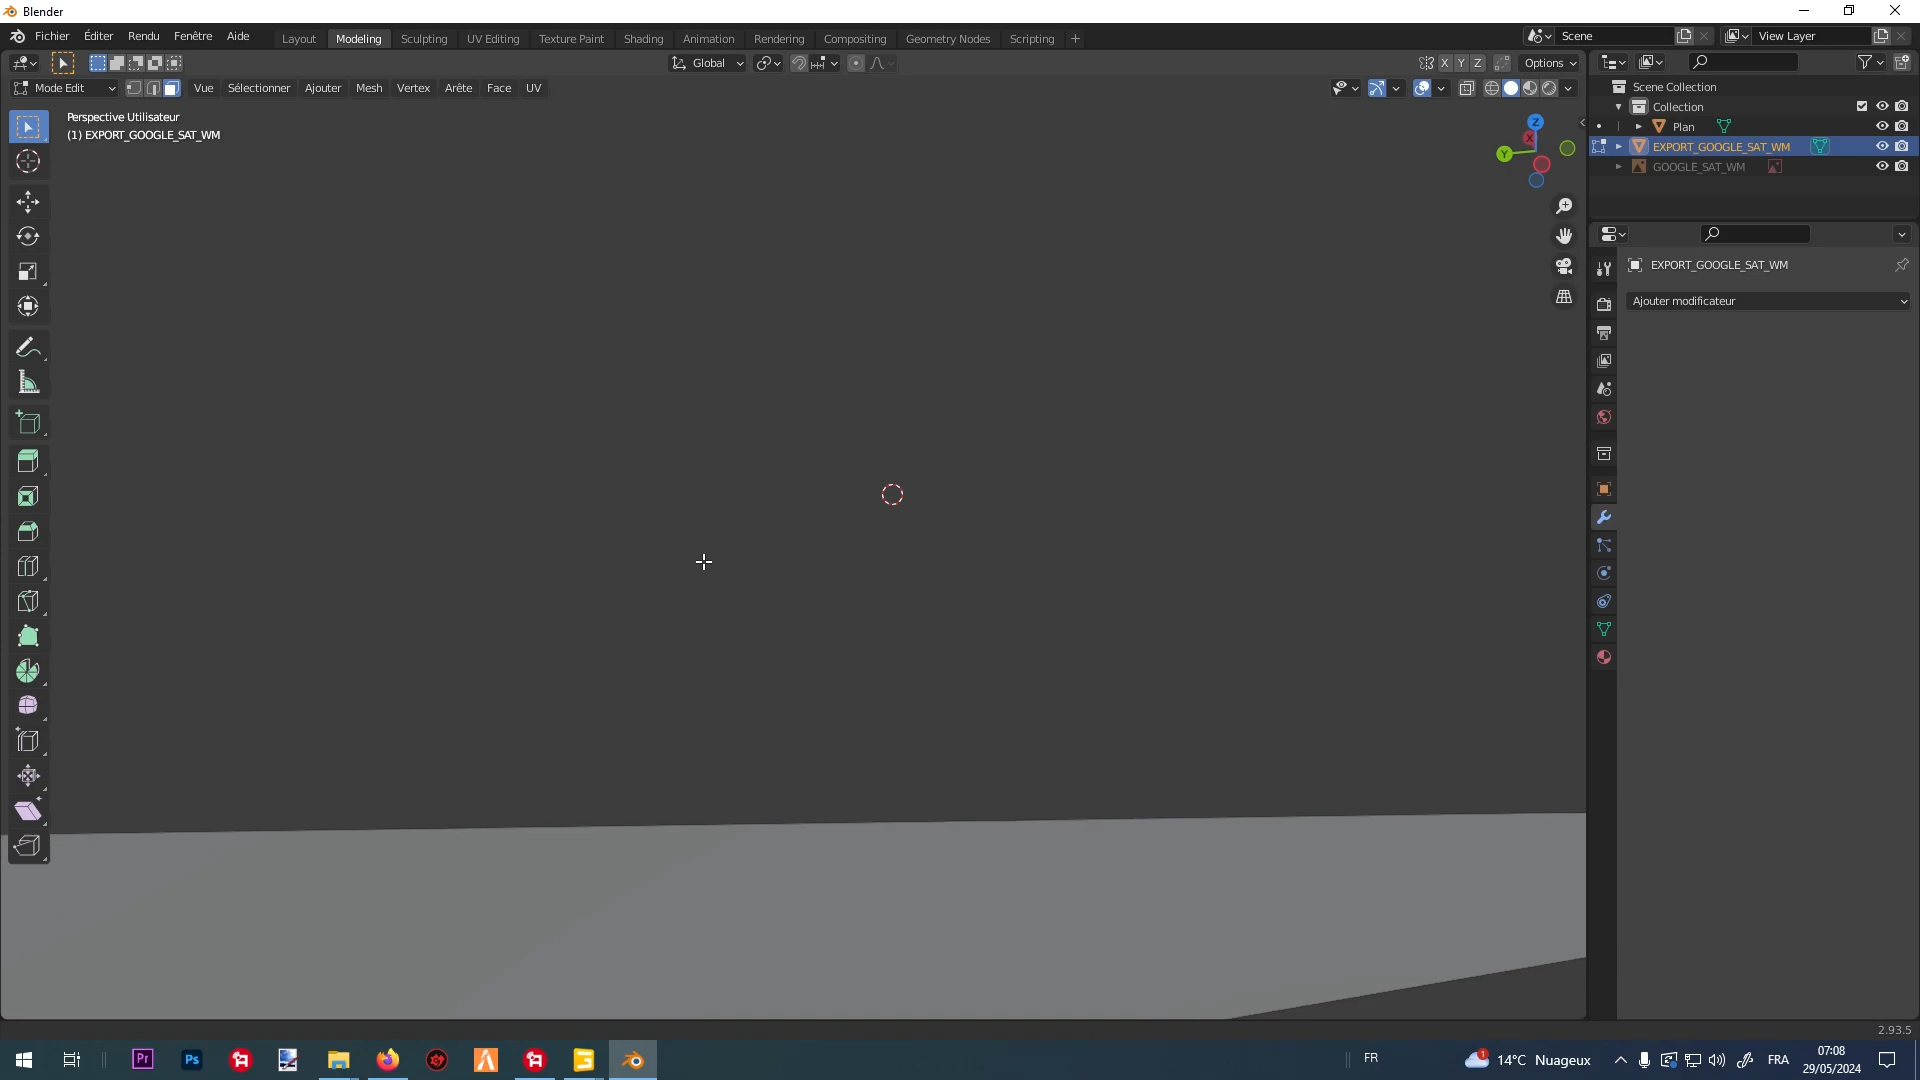 Blender
Fichier Éditer Rendu Fenêtre Aide Layout Modeling Sculpting UV Editing Texture Paint Shading Animation Rendering Compositing Geometry Nodes Scripting + Scene View Layer
Global X Y Z Options
Mode Edit Vue Sélectionner Ajouter Mesh Vertex Arête Face UV
Perspective Utilisateur
(1) EXPORT_GOOGLE_SAT_WM
Z
X
Y
Scene Collection
Collection
Plan
EXPORT_GOOGLE_SAT_WM
GOOGLE_SAT_WM
EXPORT_GOOGLE_SAT_WM
Ajouter modificateur
2.93.5
Pr Ps FR 1 14°C Nuageux FRA 07:08
29/05/2024